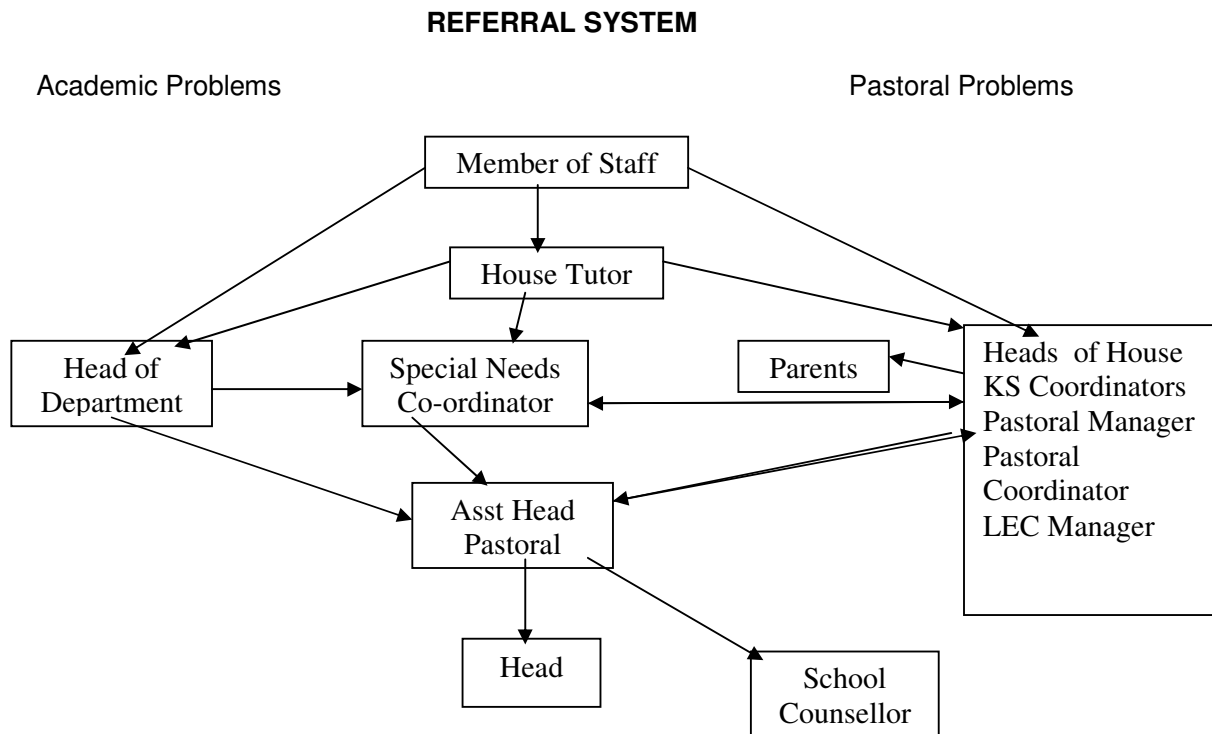 REFERRAL SYSTEM
Academic Problems
Pastoral Problems
Member of Staff
House Tutor
Head of
Department
Special Needs
Co-ordinator
Parents
Heads of House
KS Coordinators
Pastoral Manager
Pastoral
Coordinator
LEC Manager
Asst Head
Pastoral
Head
School
Counsellor